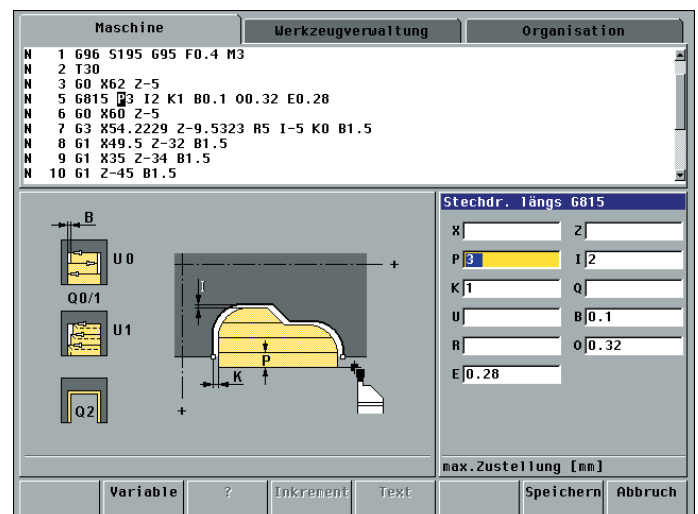 Maschine Werkzeugverwaltung Organisation
N 1 G96 S195 G95 F0.4 M3
N 2 T30
N 3 G0 X62 Z-5
N 5 G815 P3 I2 K1 B0.1 O0.32 E0.28
N 6 G0 X60 Z-5
N 7 G3 X54.2229 Z-9.5323 R5 I-5 K0 B1.5
N 8 G1 X49.5 Z-32 B1.5
N 9 G1 X35 Z-34 B1.5
N 10 G1 Z-45 B1.5
B
U0
Q0/1
U1
Q2
I
P
K
+
+
Stechdr. längs G815
X Z
P 3 I 2
K 1 Q
U B 0.1
R O 0.32
E 0.28
max.Zustellung [mm]
Variable ? Inkrement Text Speichern Abbruch